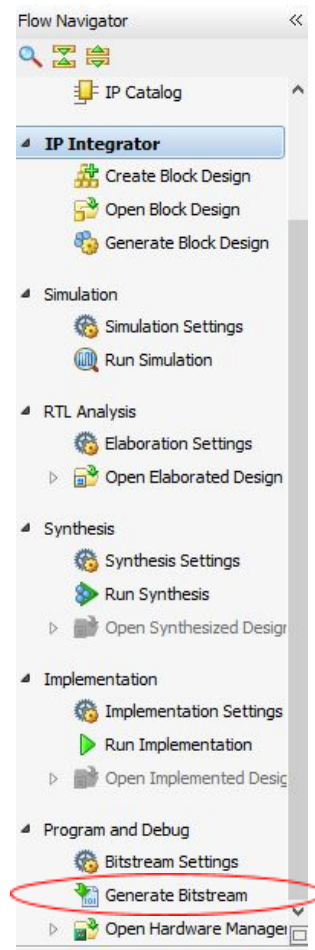 Flow Navigator
IP Catalog
IP Integrator
Create Block Design
Open Block Design
Generate Block Design
Simulation
Simulation Settings
Run Simulation
RTL Analysis
Elaboration Settings
Open Elaborated Design
Synthesis
Synthesis Settings
Run Synthesis
Open Synthesized Desigr
Implementation
Implementation Settings
Run Implementation
Open Implemented Desig
Program and Debug
Bitstream Settings
Generate Bitstream
Open Hardware Manager